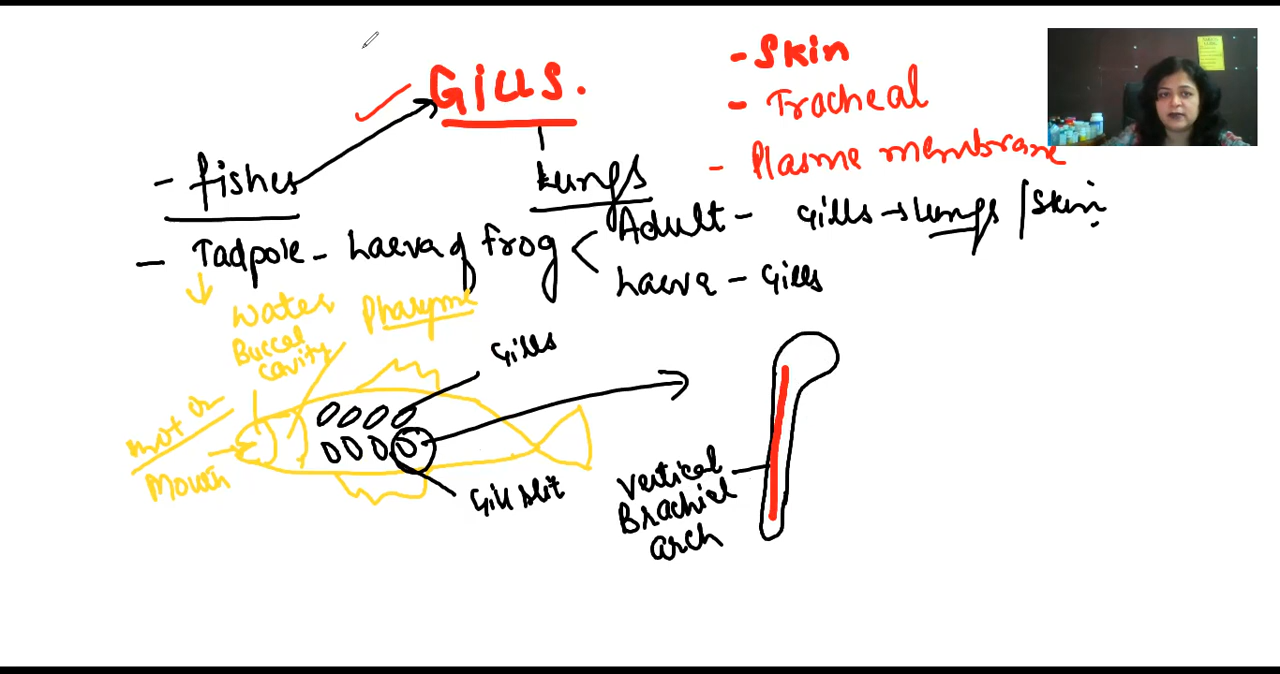 Gills.
- Skin
- Tracheal
- Plasme membrane
- fishes
Lungs
- Tadpole - Laeva of frog < Adult - Gills → Lungs / Skin
Laeva - Gills
Water
Buccal cavity
Pharynx
Gills
Mouth
Gill slit
Vertical
Brachial
arch